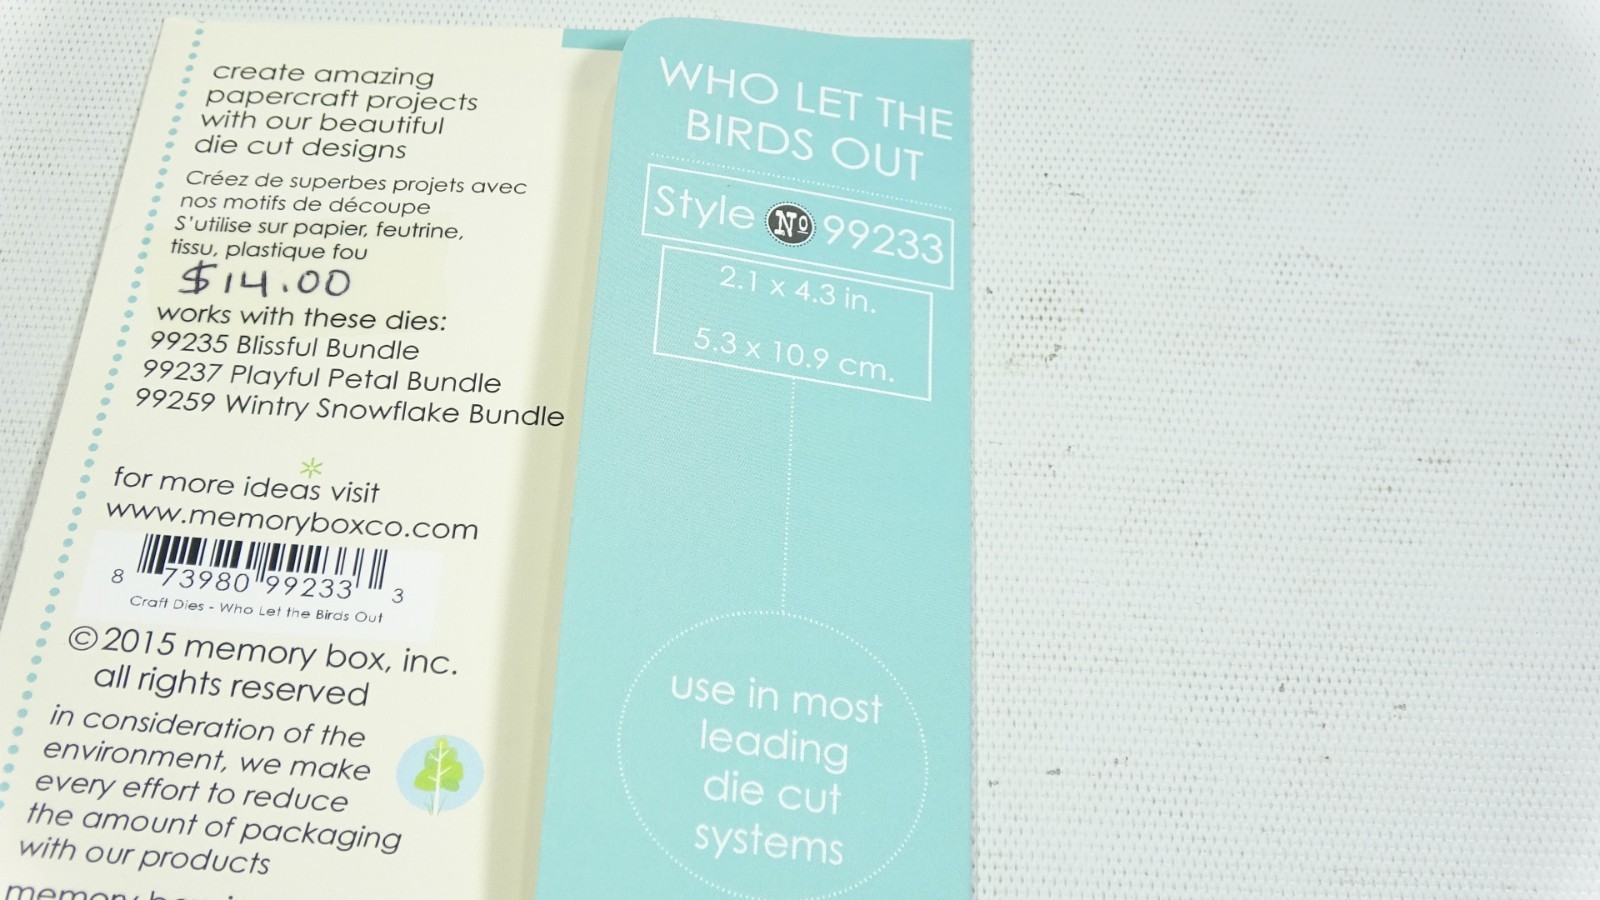 create amazing
papercraft projects
with our beautiful
die cut designs
Créez de superbes projets avec
nos motifs de découpe
S'utilise sur papier, feutrine,
tissu, plastique fou
$14.00
works with these dies:
99235 Blissful Bundle
99237 Playful Petal Bundle
99259 Wintry Snowflake Bundle
for more ideas visit
www.memoryboxco.com
8 73980 99233 3
Craft Dies - Who Let the Birds Out
©2015 memory box, inc.
all rights reserved
in consideration of the
environment, we make
every effort to reduce
the amount of packaging
with our products
memory
WHO LET THE
BIRDS OUT
Style No 99233
2.1 x 4.3 in.
5.3 x 10.9 cm.
use in most
leading
die cut
systems